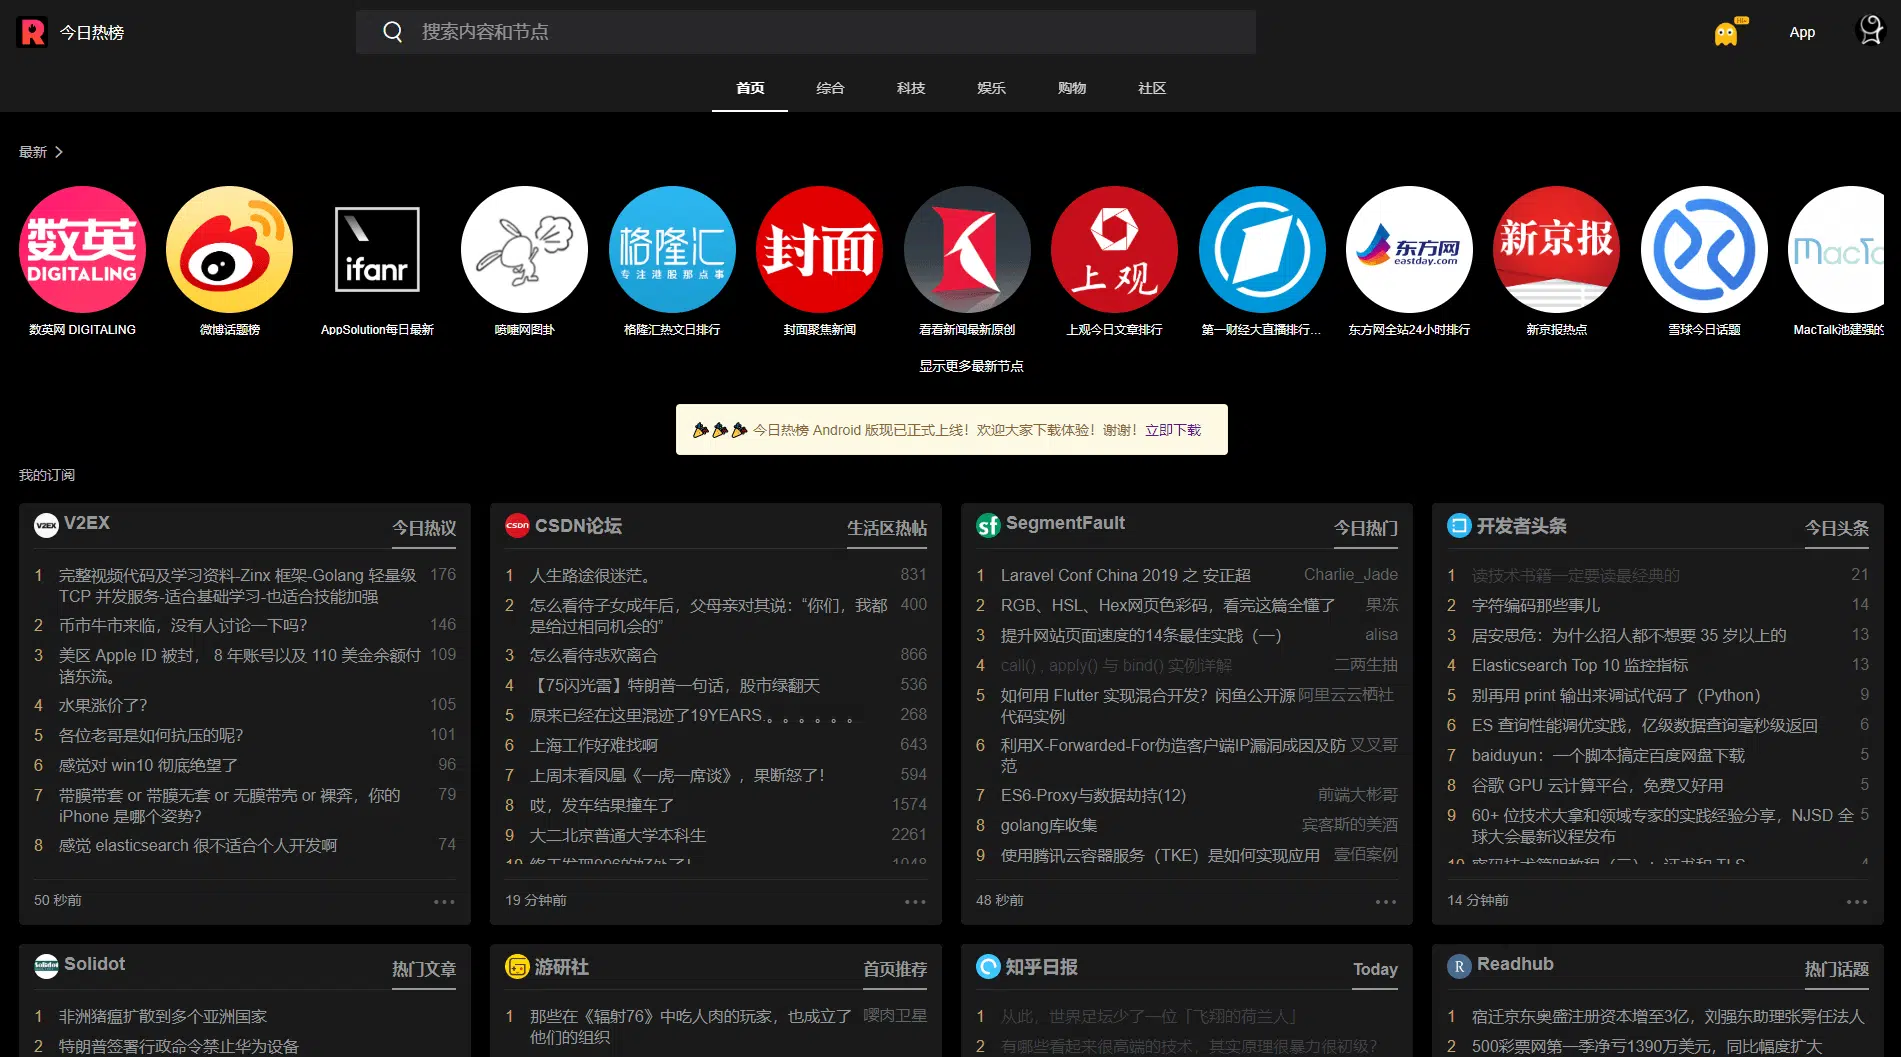 今日热榜
搜索内容和节点
App
首页 综合 科技 娱乐 购物 社区
最新
数英 DIGITALING
ifanr
格隆汇 专注港股那点事
封面
上观
东方网 eastday.com
新京报
数英网 DIGITALING
微博话题榜
AppSolution每日最新
喷嚏网图卦
格隆汇热文日排行
封面聚焦新闻
看看新闻最新原创
上观今日文章排行
第一财经大直播排行...
东方网全站24小时排行
新京报热点
雪球今日话题
MacTalk池建强的
显示更多最新节点
今日热榜 Android 版现已正式上线！欢迎大家下载体验！谢谢！ 立即下载
我的订阅
V2EX 今日热议
1 完整视频代码及学习资料-Zinx 框架-Golang 轻量级 176
TCP 并发服务-适合基础学习-也适合技能加强
2 币市牛市来临，没有人讨论一下吗？ 146
3 美区 Apple ID 被封， 8 年账号以及 110 美金余额付 109
诸东流。
4 水果涨价了？ 105
5 各位老哥是如何抗压的呢？ 101
6 感觉对 win10 彻底绝望了 96
7 带膜带套 or 带膜无套 or 无膜带壳 or 裸奔，你的 79
iPhone 是哪个姿势？
8 感觉 elasticsearch 很不适合个人开发啊 74
50 秒前
CSDN论坛 生活区热帖
1 人生路途很迷茫。 831
2 怎么看待子女成年后，父母亲对其说：“你们，我都 400
是给过相同机会的”
3 怎么看待悲欢离合 866
4 【75闪光雷】特朗普一句话，股市绿翻天 536
5 原来已经在这里混迹了19YEARS.。。。。。。 268
6 上海工作好难找啊 643
7 上周末看凤凰《一虎一席谈》，果断怒了！ 594
8 哎，发车结果撞车了 1574
9 大二北京普通大学本科生 2261
10 终于发现996的好处了！ 1948
19 分钟前
SegmentFault 今日热门
1 Laravel Conf China 2019 之 安正超 Charlie_Jade
2 RGB、HSL、Hex网页色彩码，看完这篇全懂了 果冻
3 提升网站页面速度的14条最佳实践（一） alisa
4 call() , apply() 与 bind() 实例详解 二两生抽
5 如何用 Flutter 实现混合开发？闲鱼公开源 阿里云云栖社
代码实例
6 利用X-Forwarded-For伪造客户端IP漏洞成因及防 叉叉哥
范
7 ES6-Proxy与数据劫持(12) 前端大彬哥
8 golang库收集 宾客斯的美酒
9 使用腾讯云容器服务（TKE）是如何实现应用 壹佰案例
48 秒前
开发者头条 今日头条
1 读技术书籍一定要读最经典的 21
2 字符编码那些事儿 14
3 居安思危：为什么招人都不想要 35 岁以上的 13
4 Elasticsearch Top 10 监控指标 13
5 别再用 print 输出来调试代码了（Python） 9
6 ES 查询性能调优实践，亿级数据查询毫秒级返回 6
7 baiduyun：一个脚本搞定百度网盘下载 5
8 谷歌 GPU 云计算平台，免费又好用 5
9 60+ 位技术大拿和领域专家的实践经验分享，NJSD 全 5
球大会最新议程发布
10 密码技术简明教程（三）：证书和 TLS 4
14 分钟前
Solidot 热门文章
1 非洲猪瘟扩散到多个亚洲国家
2 特朗普签署行政命令禁止华为设备
游研社 首页推荐
1 那些在《辐射76》中吃人肉的玩家，也成立了 嘤肉卫星
他们的组织
知乎日报 Today
1 从此，世界足坛少了一位「飞翔的荷兰人」
2 有哪些看起来很高端的技术，其实原理很暴力很初级？
Readhub 热门话题
1 宿迁京东奥盛注册资本增至3亿，刘强东助理张雱任法人
2 500彩票网第一季净亏1390万美元，同比幅度扩大